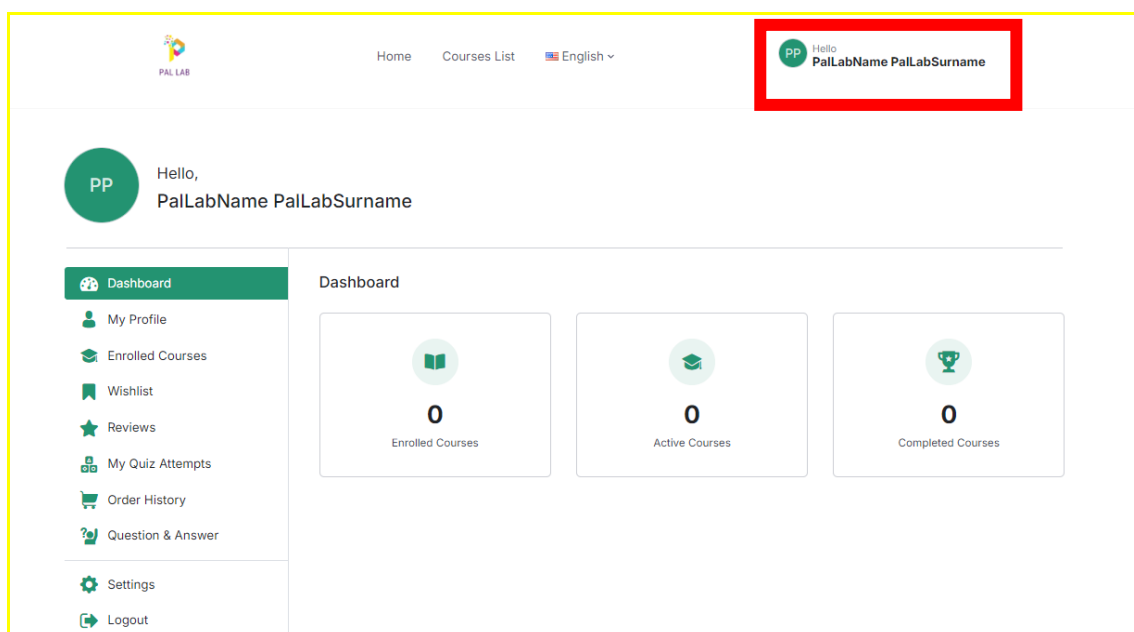 PAL LAB
Home Courses List English
PP Hello
PalLabName PalLabSurname
PP
Hello,
PalLabName PalLabSurname
Dashboard
My Profile
Enrolled Courses
Wishlist
Reviews
My Quiz Attempts
Order History
Question & Answer
Settings
Logout
Dashboard
0
Enrolled Courses
0
Active Courses
0
Completed Courses